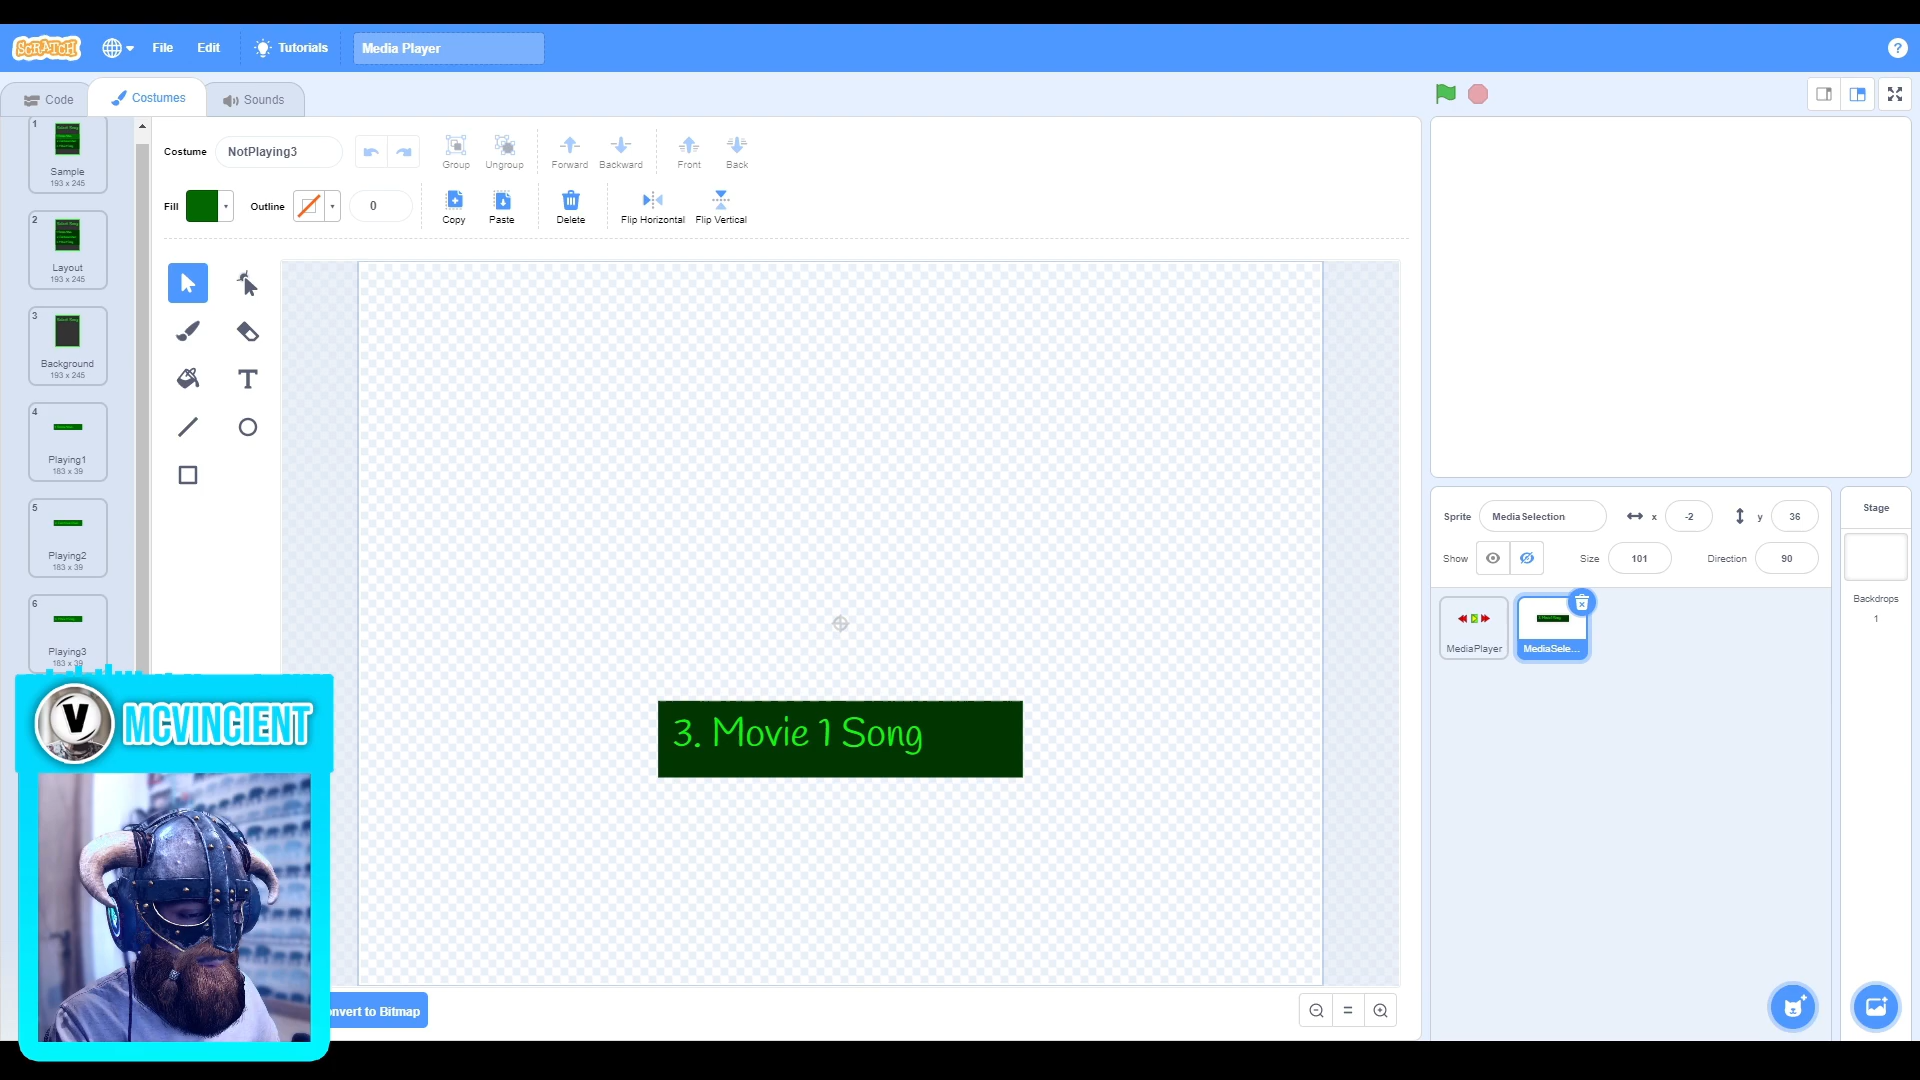 SCRATCH
File
Edit
Tutorials
Media Player
?
Code
Costumes
Sounds
Costume
NotPlaying3
Group
Ungroup
Forward
Backward
Front
Back
Fill
Outline
0
Copy
Paste
Delete
Flip Horizontal
Flip Vertical
1
Sample
193 x 245
2
Layout
193 x 245
3
Background
193 x 245
4
Playing1
183 x 39
5
Playing2
183 x 39
6
Playing3
183 x 39
T
3. Movie 1 Song
V
MCVINCIENT
nvert to Bitmap
Sprite
MediaSelection
x
-2
y
36
Show
Size
101
Direction
90
MediaPlayer
MediaSele...
Stage
Backdrops
1